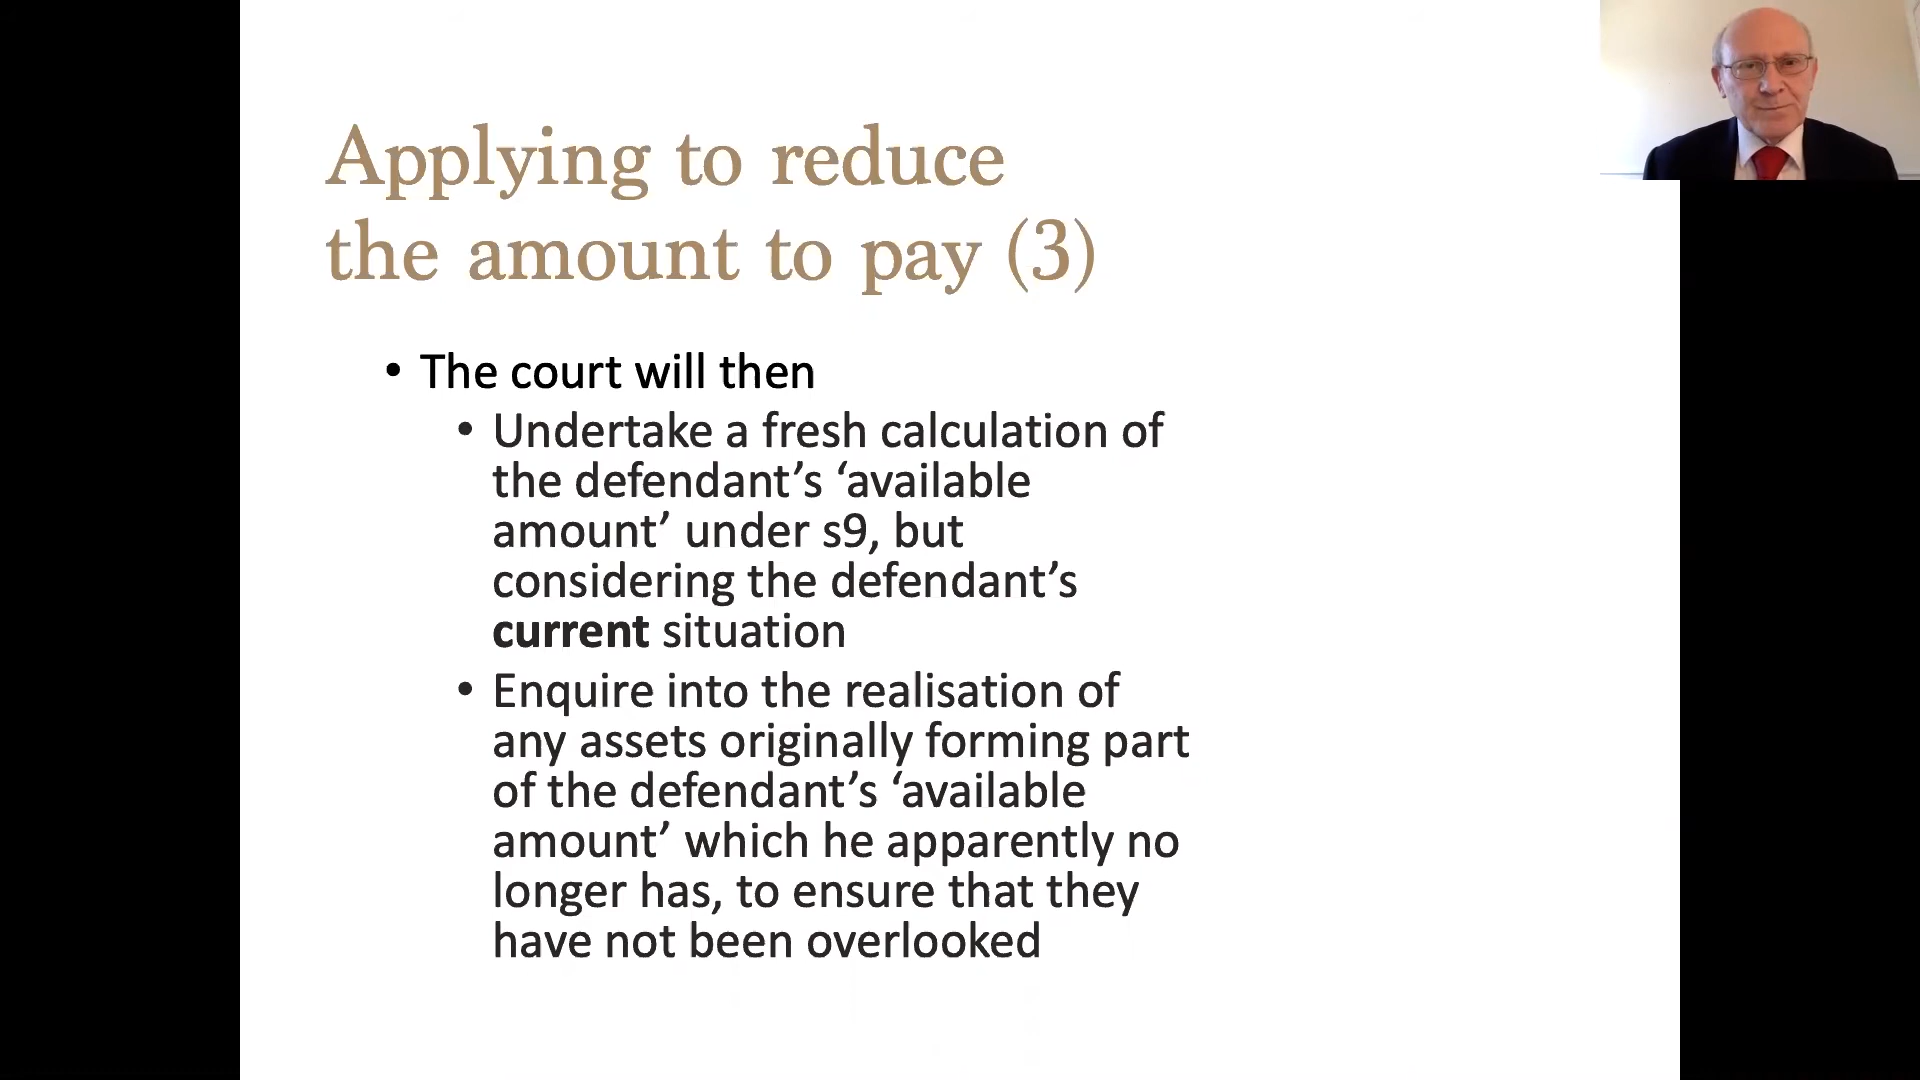 Applying to reduce
the amount to pay (3)
• The court will then
• Undertake a fresh calculation of
the defendant’s ‘available
amount’ under s9, but
considering the defendant’s
current situation
• Enquire into the realisation of
any assets originally forming part
of the defendant’s ‘available
amount’ which he apparently no
longer has, to ensure that they
have not been overlooked